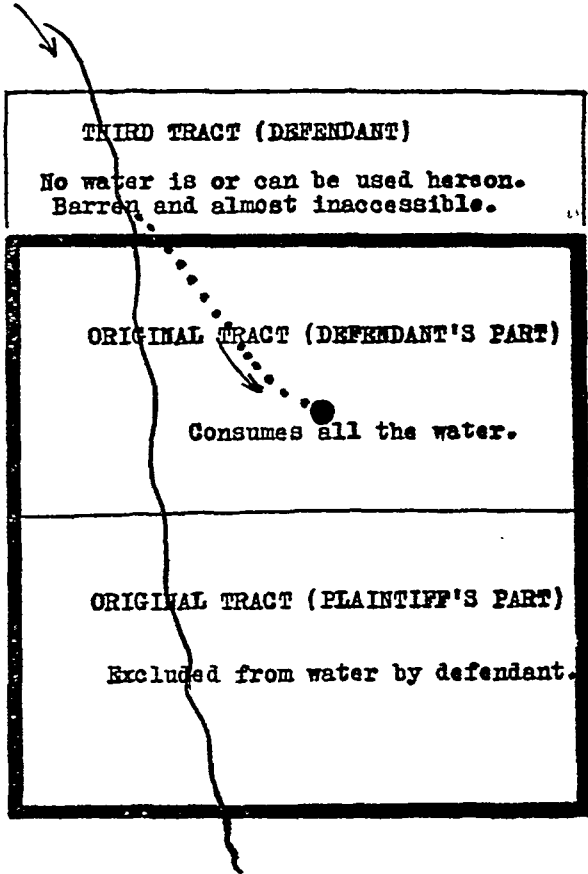 THIRD TRACT (DEFENDANT)
No water is or can be used hereon.
Barren and almost inaccessible.
ORIGINAL TRACT (DEFENDANT'S PART)
Consumes all the water.
ORIGINAL TRACT (PLAINTIFF'S PART)
Excluded from water by defendant.